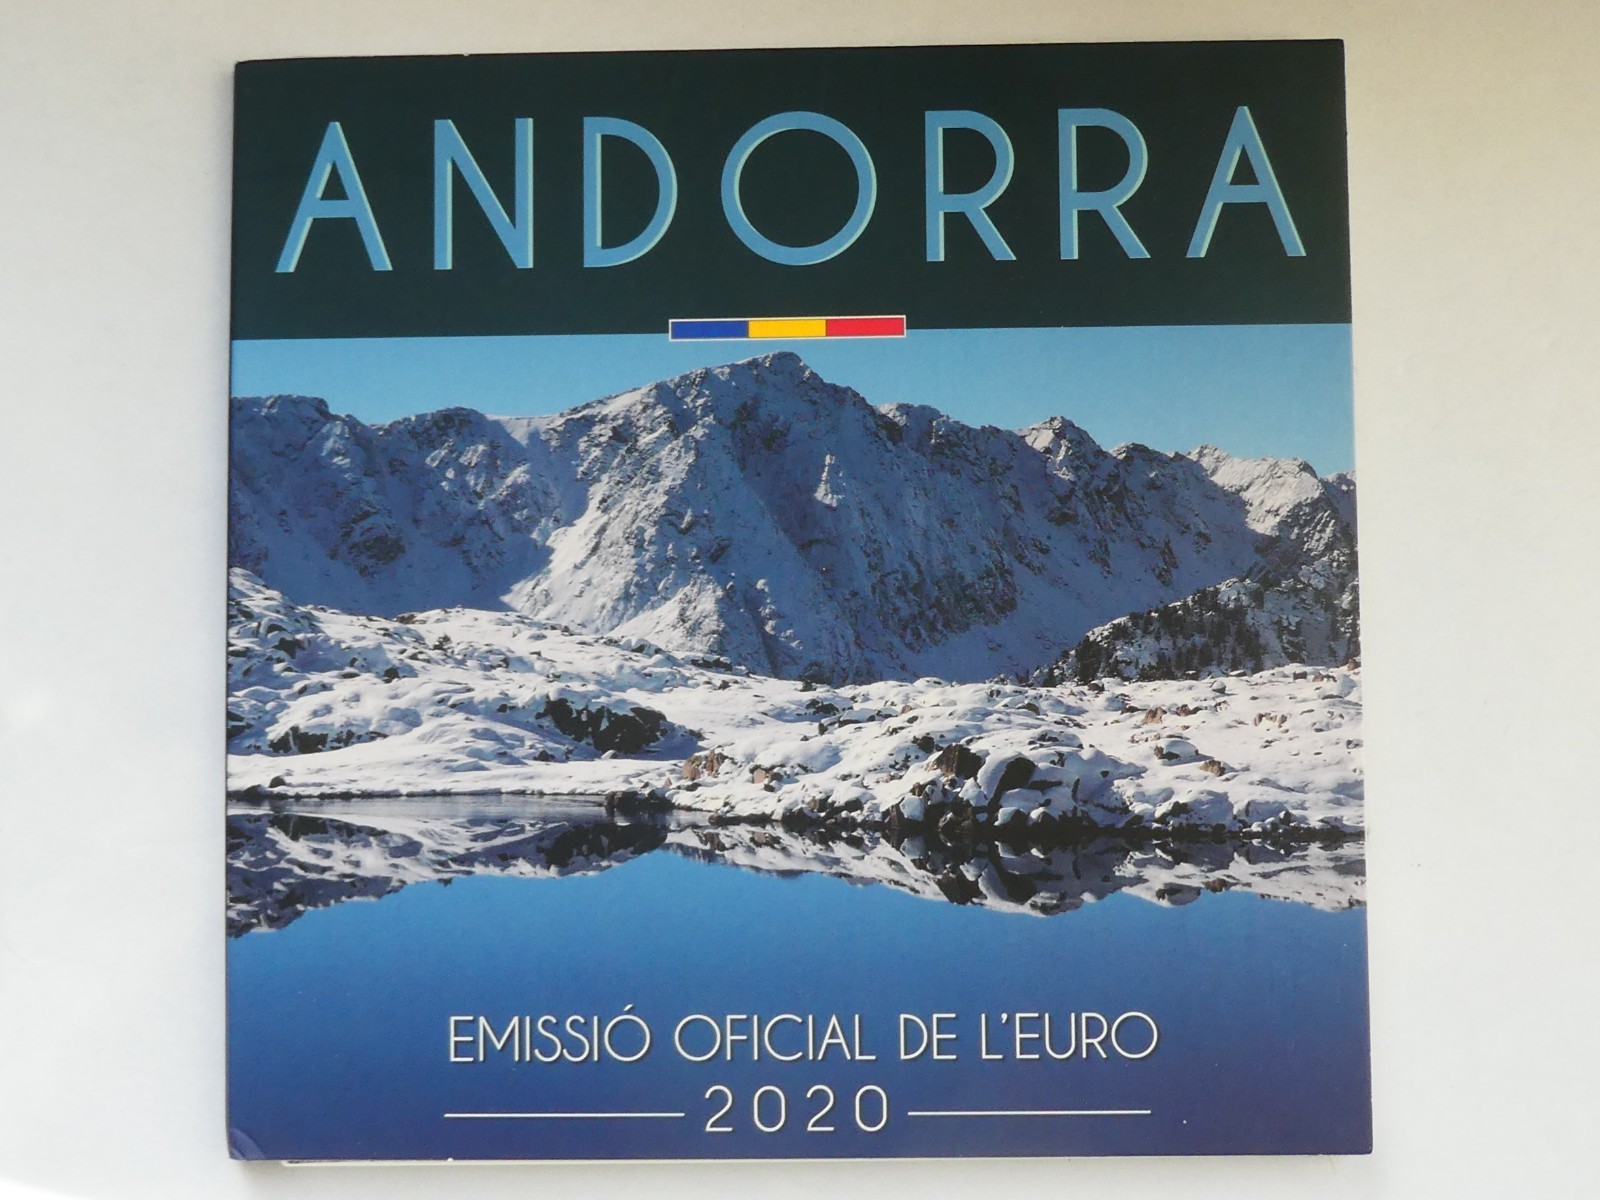 ANDORRA
EMISSIÓ OFICIAL DE L'EURO
2020